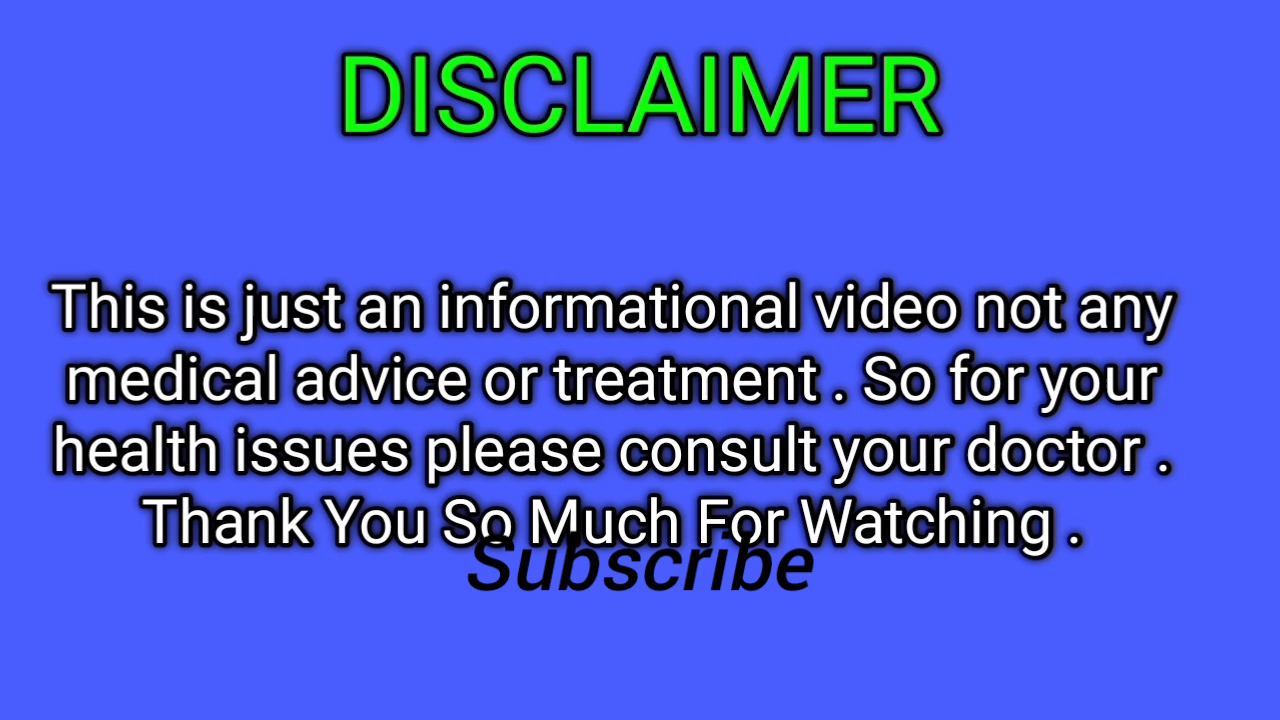 DISCLAIMER
This is just an informational video not any
medical advice or treatment . So for your
health issues please consult your doctor .
Thank You So Much For Watching .
Subscribe